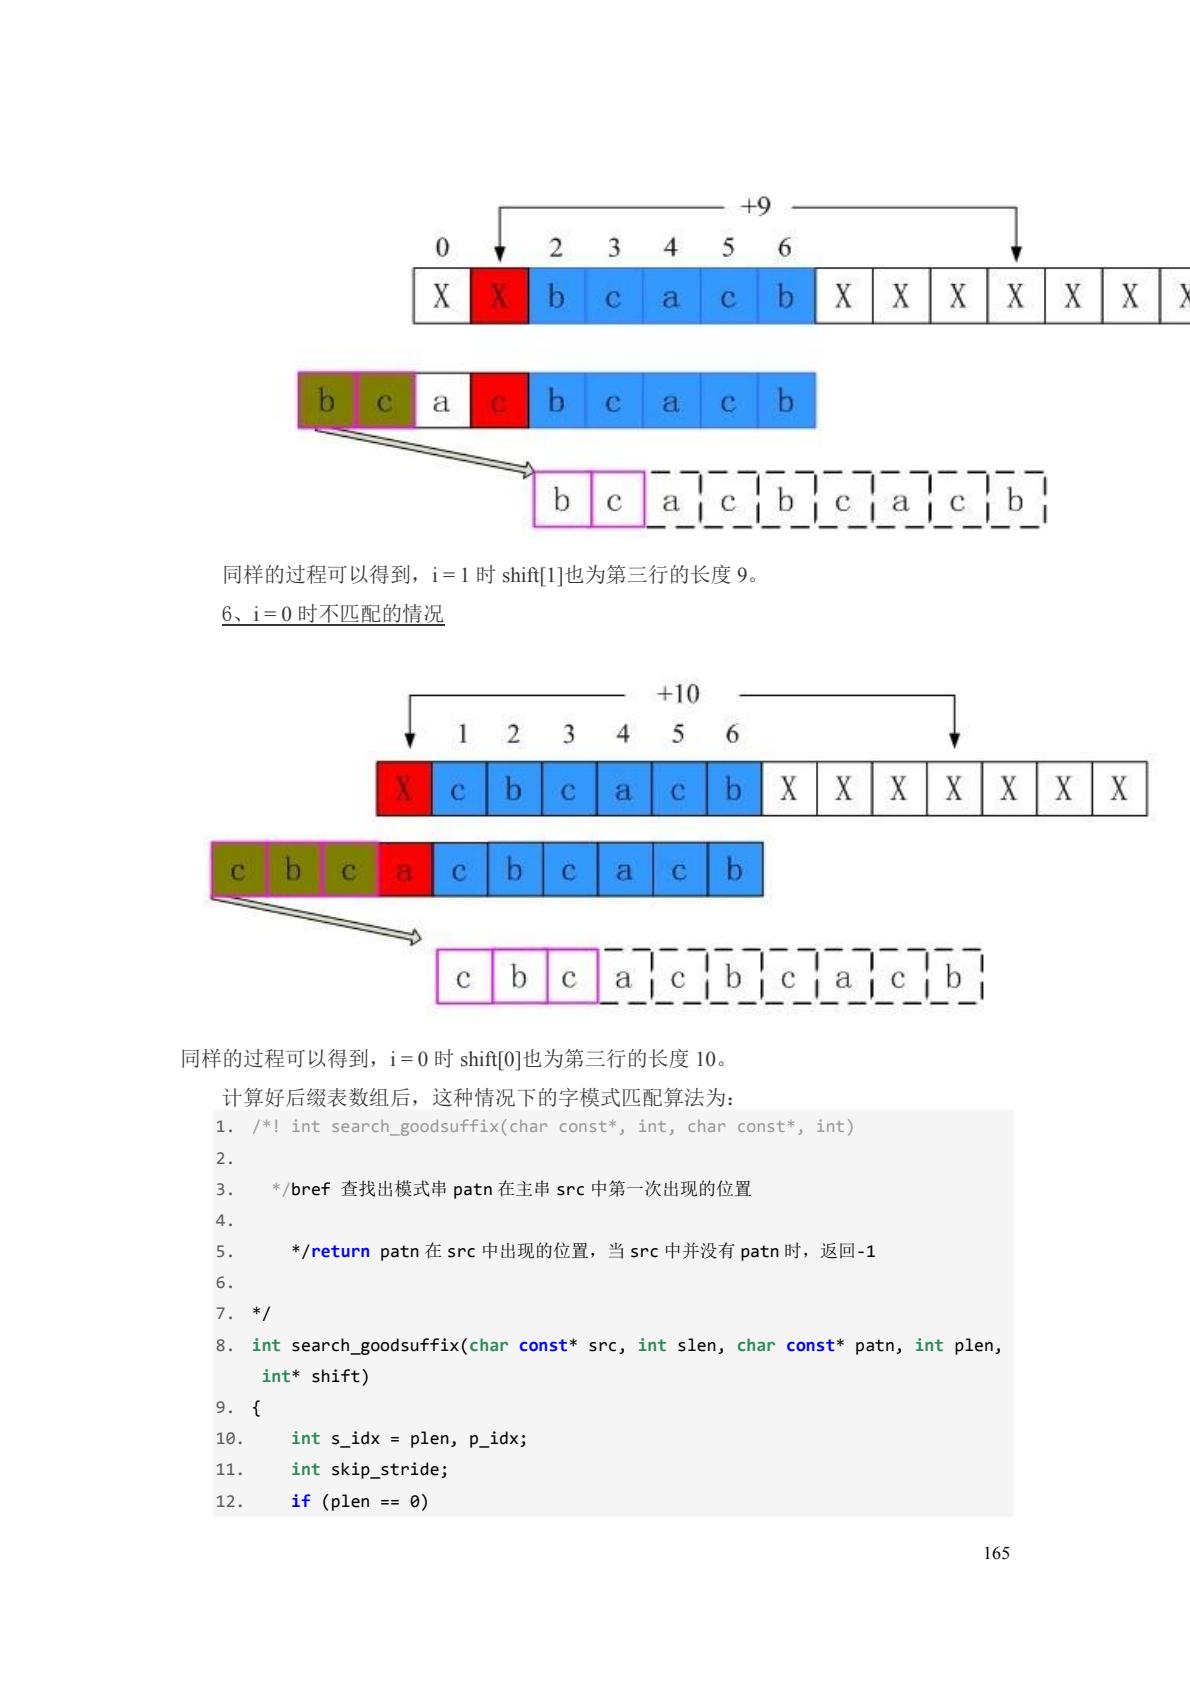 +9
0 2 3 4 5 6
X X b c a c b X X X X X X X
b c a c b c a c b
b c a c b c a c b
同样的过程可以得到，i = 1 时 shift[1]也为第三行的长度 9。
6、i = 0 时不匹配的情况
+10
1 2 3 4 5 6
X c b c a c b X X X X X X X
c b c a c b c a c b
c b c a c b c a c b
同样的过程可以得到，i = 0 时 shift[0]也为第三行的长度 10。
计算好后缀表数组后，这种情况下的字模式匹配算法为：
1. /*! int search_goodsuffix(char const*, int, char const*, int)
2.
3. */bref 查找出模式串 patn 在主串 src 中第一次出现的位置
4.
5. */return patn 在 src 中出现的位置，当 src 中并没有 patn 时，返回-1
6.
7. */
8. int search_goodsuffix(char const* src, int slen, char const* patn, int plen,
int* shift)
9. {
10. int s_idx = plen, p_idx;
11. int skip_stride;
12. if (plen == 0)
165